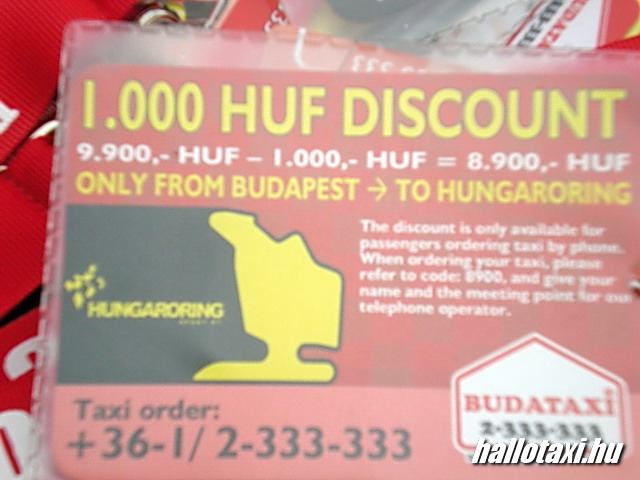 1.000 HUF DISCOUNT
9.900,- HUF – 1.000,- HUF = 8.900,- HUF
ONLY FROM BUDAPEST → TO HUNGARORING
The discount is only available for
passengers ordering taxi by phone.
When ordering your taxi, please
refer to code: 8900, and give your
name and the meeting point for our
telephone operator.
HUNGARORING
SPORT RT
Taxi order:
+36-1/ 2-333-333
BUDATAXI
2-333-333
hallotaxi.hu